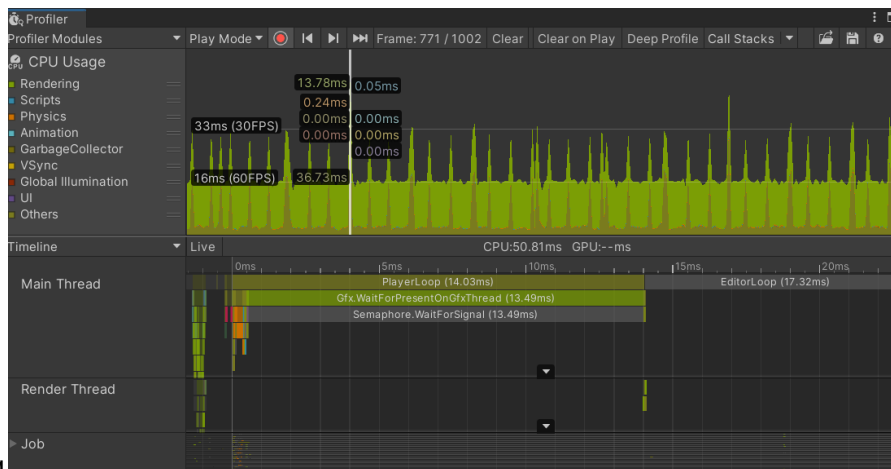 Profiler
Profiler Modules Play Mode Frame: 771 / 1002 Clear Clear on Play Deep Profile Call Stacks
CPU Usage
Rendering
Scripts
Physics
Animation
GarbageCollector
VSync
Global Illumination
UI
Others
13.78ms 0.05ms
0.24ms
33ms (30FPS) 0.00ms 0.00ms
0.00ms 0.00ms
0.00ms
16ms (60FPS) 36.73ms
Timeline Live CPU:50.81ms GPU:--ms
0ms 5ms 10ms 15ms 20ms
Main Thread PlayerLoop (14.03ms) EditorLoop (17.32ms)
Gfx.WaitForPresentOnGfxThread (13.49ms)
Semaphore.WaitForSignal (13.49ms)
Render Thread
Job